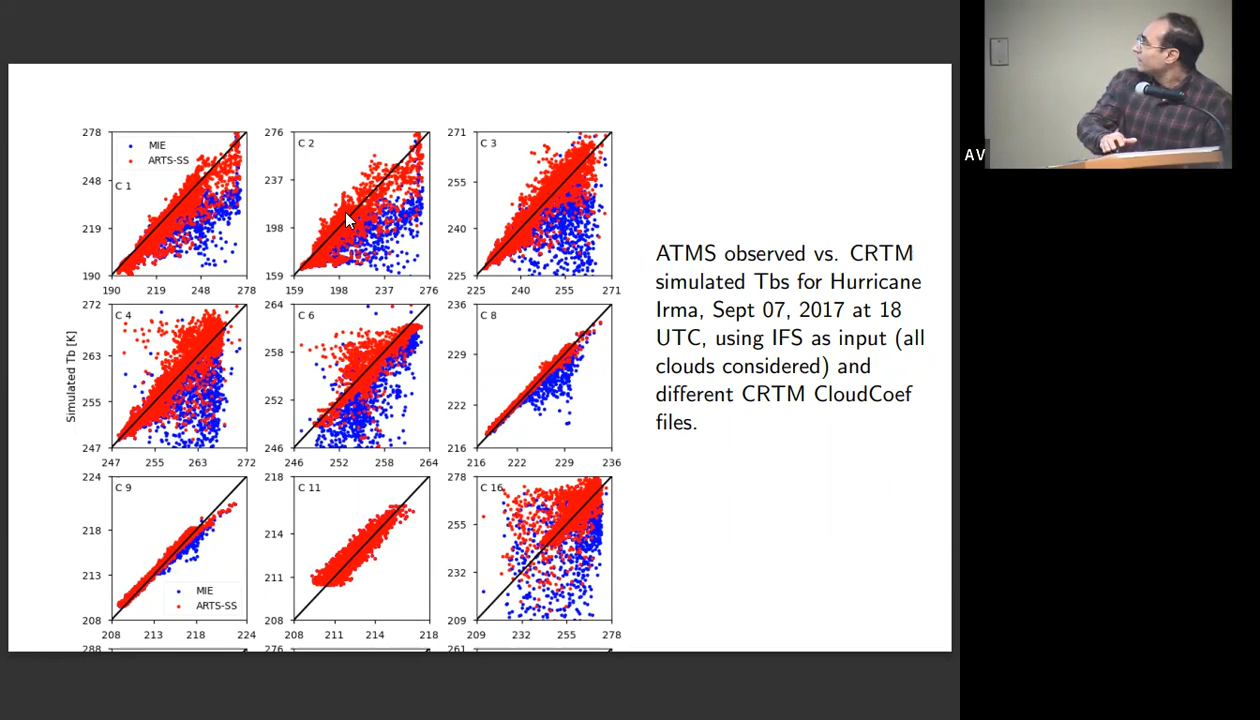 278
MIE
ARTS-SS
C 1
248
219
190
190 219 248 278
276
C 2
237
198
159
159 198 237 276
271
C 3
255
240
225
225 240 255 271
Simulated Tb [K]
272
C 4
263
255
247
247 255 263 272
264
C 6
258
252
246
246 252 258 264
236
C 8
229
222
216
216 222 229 236
224
C 9
218
213
208
MIE
ARTS-SS
208 213 218 224
218
C 11
214
211
208
208 211 214 218
278
C 16
255
232
209
209 232 255 278
288 276 261
ATMS observed vs. CRTM
simulated Tbs for Hurricane
Irma, Sept 07, 2017 at 18
UTC, using IFS as input (all
clouds considered) and
different CRTM CloudCoef
files.
AV